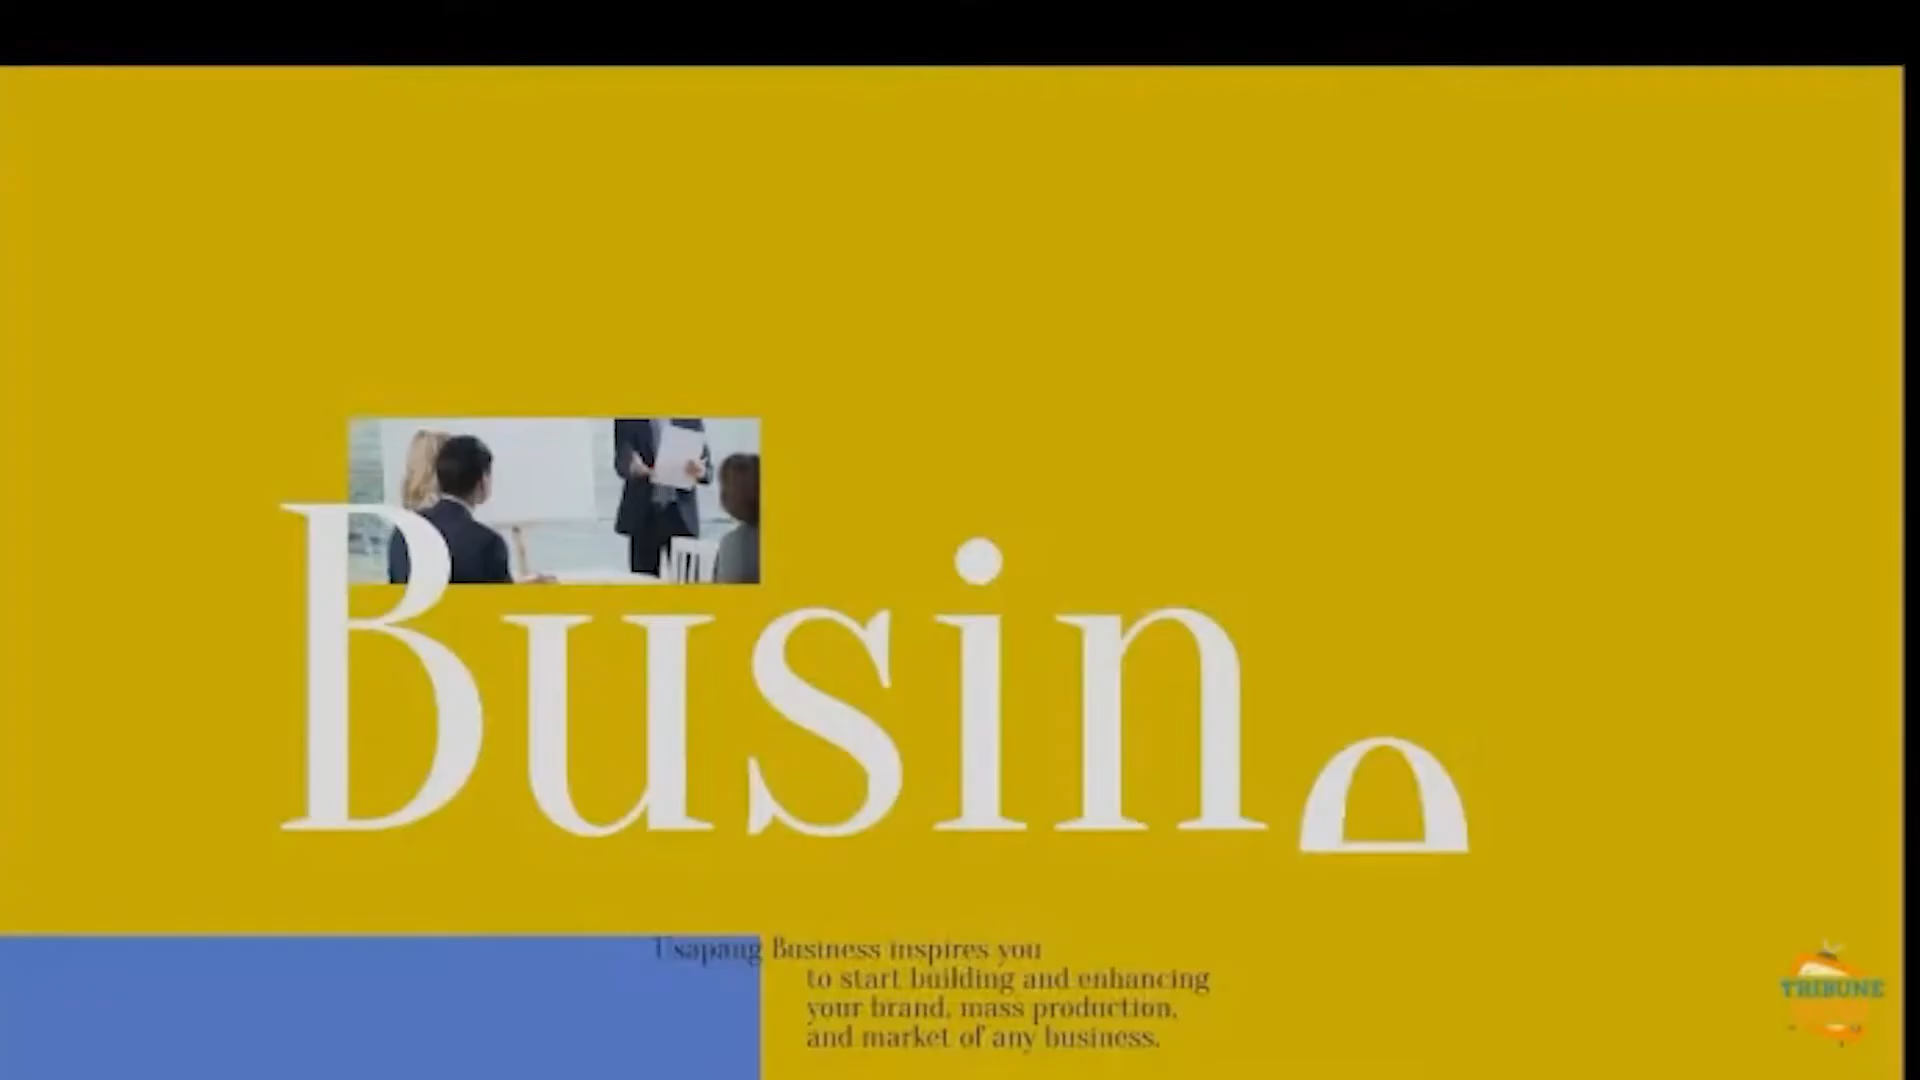 Busin
Usapang Business inspires you
to start building and enhancing
your brand, mass production,
and market of any business.
TRIBUNE